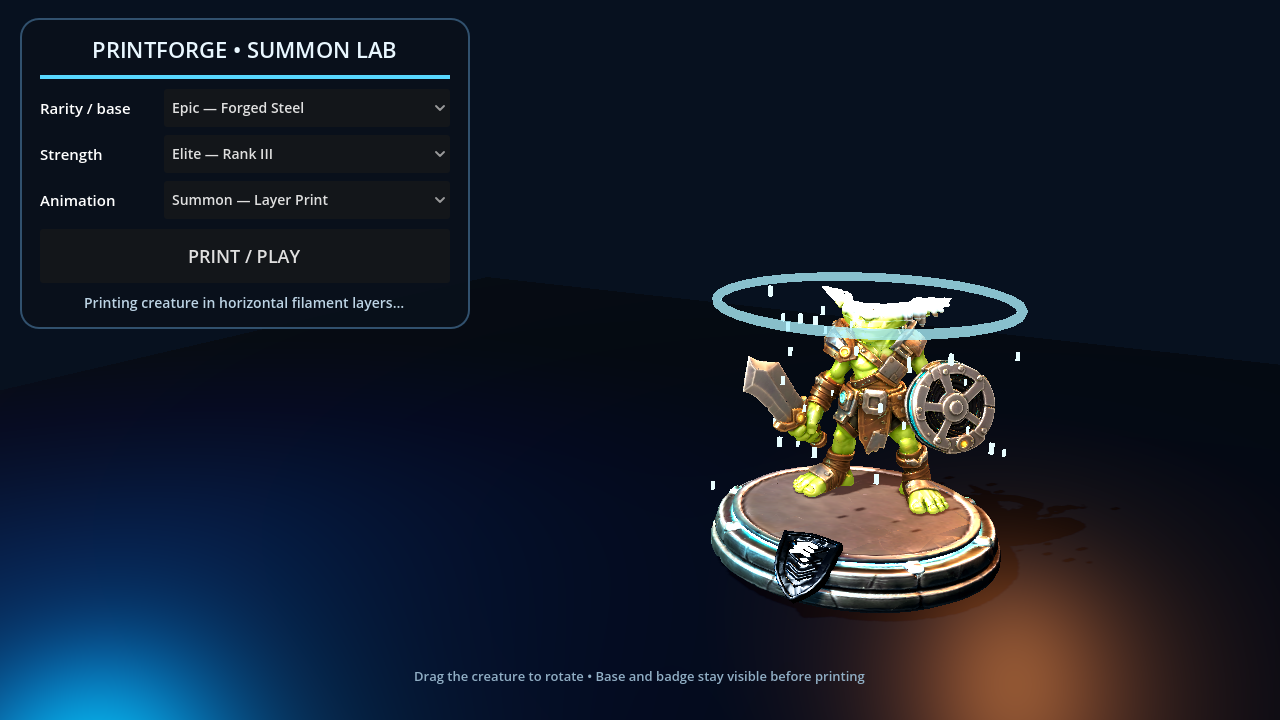 PRINTFORGE • SUMMON LAB
Rarity / base
Epic — Forged Steel
Strength
Elite — Rank III
Animation
Summon — Layer Print
PRINT / PLAY
Printing creature in horizontal filament layers...
Drag the creature to rotate • Base and badge stay visible before printing